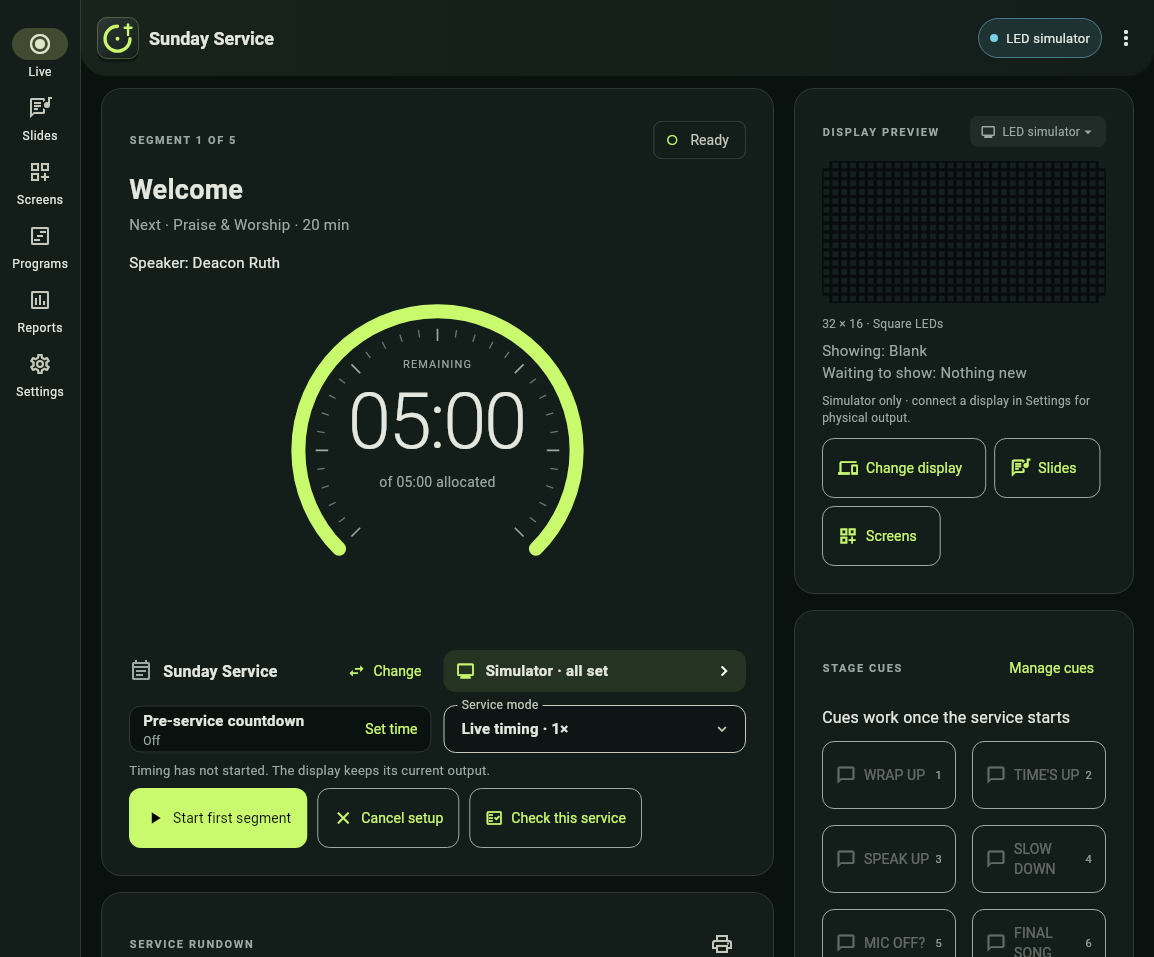 Sunday Service
LED simulator
Live
Slides
Screens
Programs
Reports
Settings
SEGMENT 1 OF 5
Ready
Welcome
Next · Praise & Worship · 20 min
Speaker: Deacon Ruth
REMAINING
05:00
of 05:00 allocated
Sunday Service
Change
Simulator · all set
Pre-service countdown
Off
Set time
Service mode
Live timing · 1×
Timing has not started. The display keeps its current output.
Start first segment
Cancel setup
Check this service
SERVICE RUNDOWN
DISPLAY PREVIEW
LED simulator
32 × 16 · Square LEDs
Showing: Blank
Waiting to show: Nothing new
Simulator only · connect a display in Settings for
physical output.
Change display
Slides
Screens
STAGE CUES
Manage cues
Cues work once the service starts
WRAP UP 1
TIME'S UP 2
SPEAK UP 3
SLOW
DOWN 4
MIC OFF? 5
FINAL
SONG 6